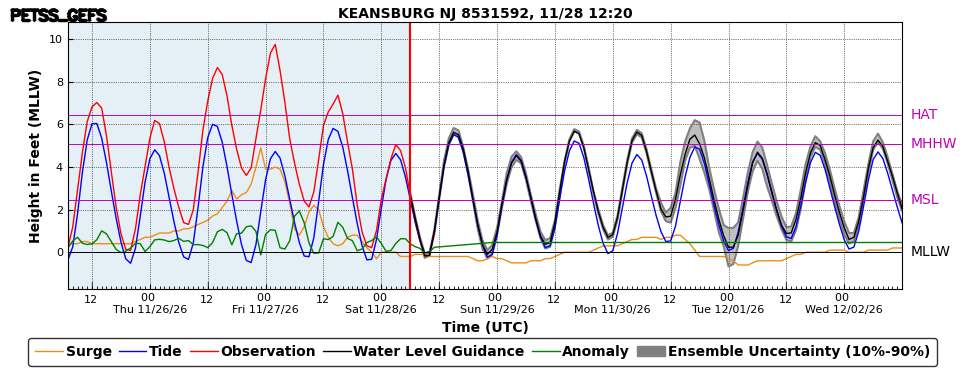 PETSS_GEFS
KEANSBURG NJ 8531592, 11/28 12:20
Height in Feet (MLLW)
10
8
6
4
2
0
HAT
MHHW
MSL
MLLW
12 00 12 00 12 00 12 00 12 00 12 00 12 00
Thu 11/26/26 Fri 11/27/26 Sat 11/28/26 Sun 11/29/26 Mon 11/30/26 Tue 12/01/26 Wed 12/02/26
Time (UTC)
Surge Tide Observation Water Level Guidance Anomaly Ensemble Uncertainty (10%-90%)